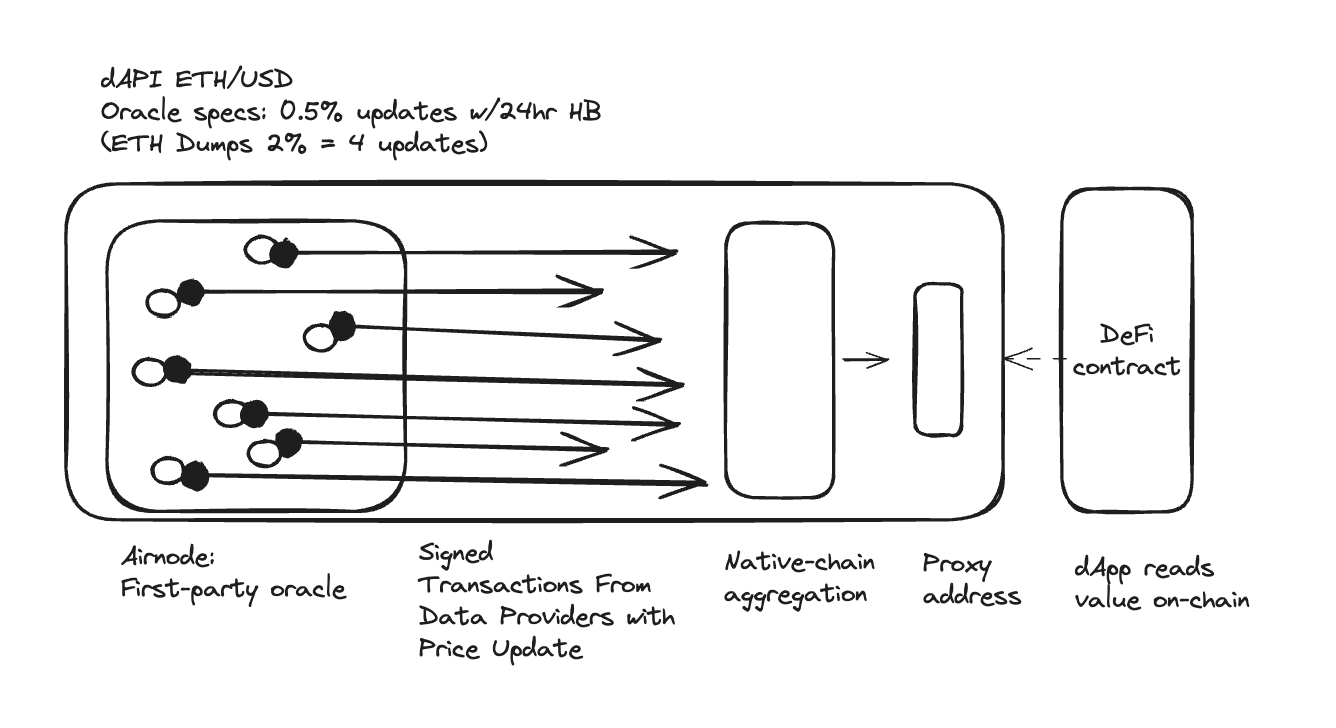 dAPI ETH/USD
Oracle specs: 0.5% updates w/24hr HB
(ETH Dumps 2% = 4 updates)
DeFi
contract
Airnode:
First-party oracle
Signed
Transactions From
Data Providers with
Price Update
Native-chain
aggregation
Proxy
address
dApp reads
value on-chain